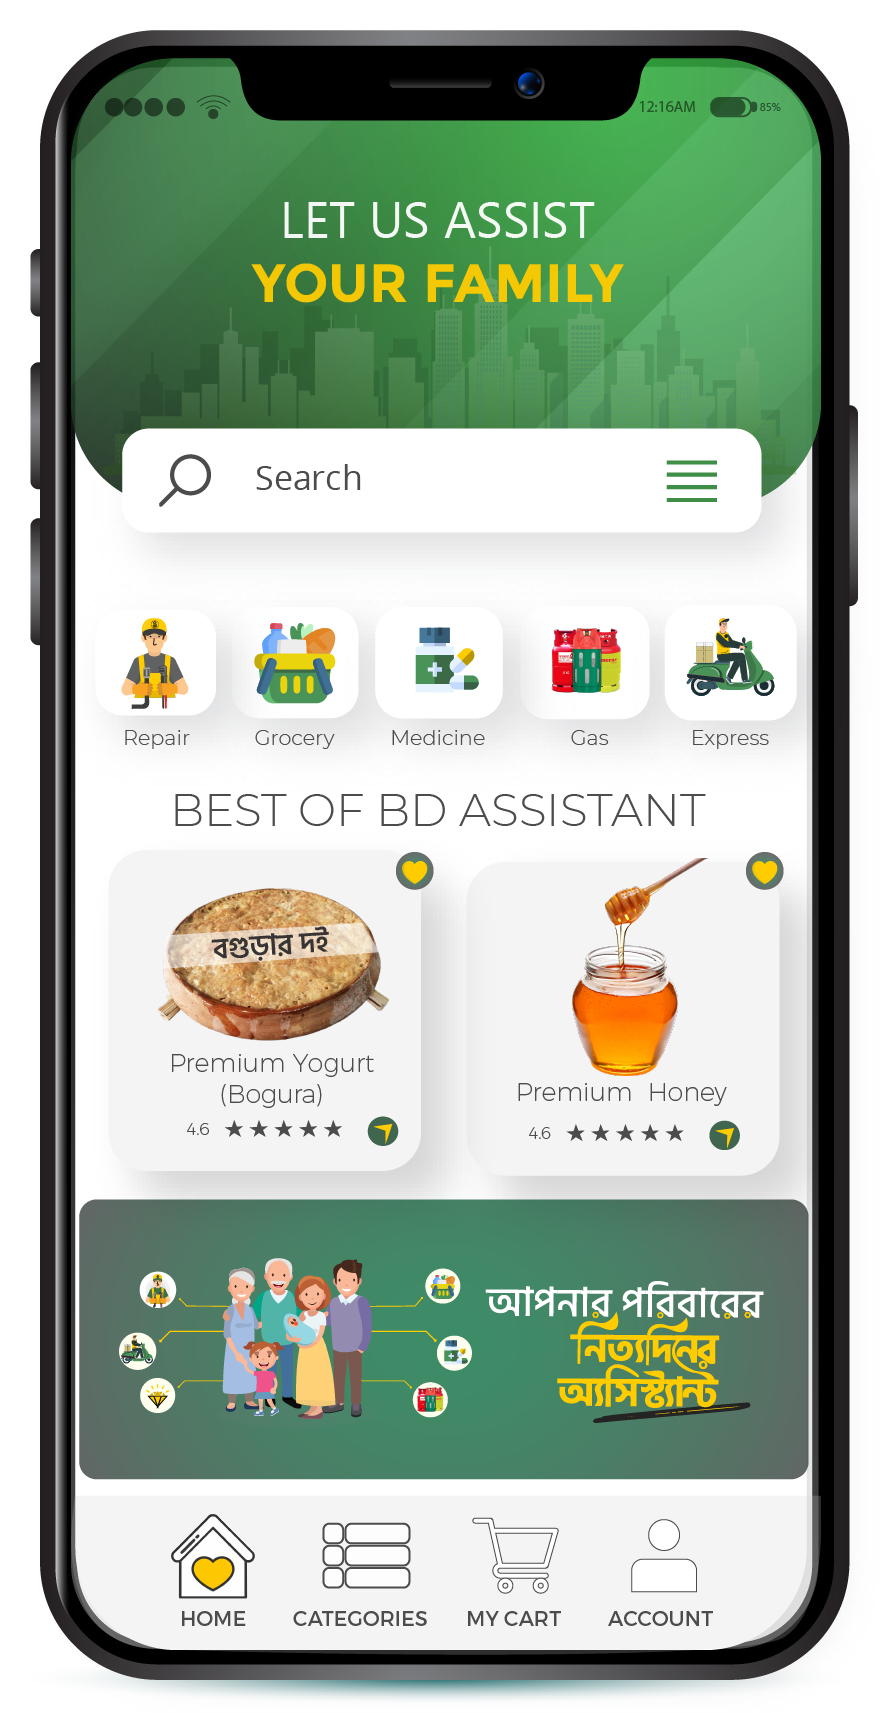 12:16AM 85%
LET US ASSIST
YOUR FAMILY
Search
Repair Grocery Medicine Gas Express
BEST OF BD ASSISTANT
বগুড়ার দই
Premium Yogurt
(Bogura)
4.6
Premium Honey
4.6
আপনার পরিবারের
নিত্যদিনের
অ্যাসিস্ট্যান্ট
HOME CATEGORIES MY CART ACCOUNT